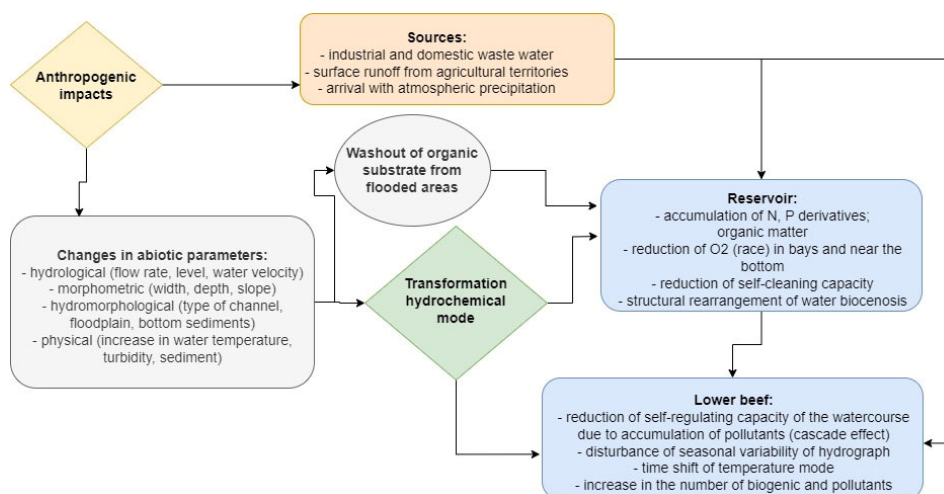 Sources:
- industrial and domestic waste water
- surface runoff from agricultural territories
- arrival with atmospheric precipitation
Anthropogenic
impacts
Washout of organic
substrate from
flooded areas
Reservoir:
- accumulation of N, P derivatives;
organic matter
- reduction of O2 (race) in bays and near the
bottom
- reduction of self-cleaning capacity
- structural rearrangement of water biocenosis
Changes in abiotic parameters:
- hydrological (flow rate, level, water velocity)
- morphometric (width, depth, slope)
- hydromorphological (type of channel,
floodplain, bottom sediments)
- physical (increase in water temperature,
turbidity, sediment)
Transformation
hydrochemical
mode
Lower beef:
- reduction of self-regulating capacity of the watercourse
due to accumulation of pollutants (cascade effect)
- disturbance of seasonal variability of hydrograph
- time shift of temperature mode
- increase in the number of biogenic and pollutants